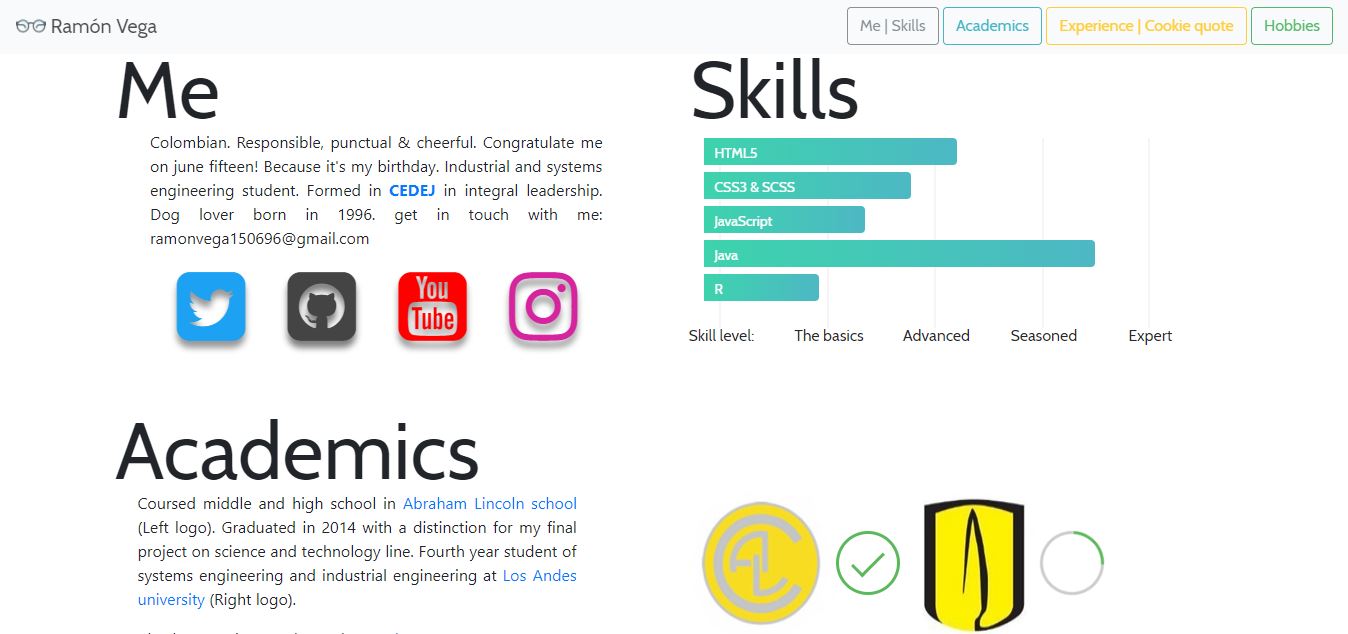 Ramón Vega
Me | Skills
Academics
Experience | Cookie quote
Hobbies
Me
Colombian. Responsible, punctual & cheerful. Congratulate me
on june fifteen! Because it's my birthday. Industrial and systems
engineering student. Formed in CEDEJ in integral leadership.
Dog lover born in 1996. get in touch with me:
ramonvega150696@gmail.com
You
Tube
Skills
HTML5
CSS3 & SCSS
JavaScript
Java
R
Skill level: The basics Advanced Seasoned Expert
Academics
Coursed middle and high school in Abraham Lincoln school
(Left logo). Graduated in 2014 with a distinction for my final
project on science and technology line. Fourth year student of
systems engineering and industrial engineering at Los Andes
university (Right logo).